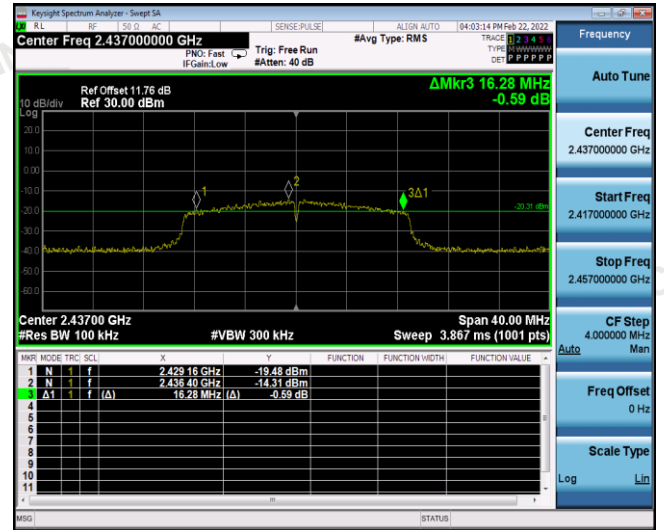 Keysight Spectrum Analyzer - Swept SA
RL RF 50 Ω AC SENSE:PULSE ALIGN AUTO 04:03:14 PM Feb 22, 2022
Center Freq 2.437000000 GHz
PNO: Fast
IFGain:Low
Trig: Free Run
#Atten: 40 dB
#Avg Type: RMS
TRACE 1 2 3 4 5 6
TYPE M W W W W W
DET P P P P P P
Ref Offset 11.76 dB
10 dB/div Ref 30.00 dBm
Log
ΔMkr3 16.28 MHz
-0.59 dB
20.0
10.0
0.00
-10.0
-20.0
-30.0
-40.0
-50.0
-60.0
1
2
3Δ1
-20.31 dBm
Center 2.43700 GHz Span 40.00 MHz
#Res BW 100 kHz #VBW 300 kHz Sweep 3.867 ms (1001 pts)
MKR MODE TRC SCL X Y FUNCTION FUNCTION WIDTH FUNCTION VALUE
1 N 1 f 2.429 16 GHz -19.48 dBm
2 N 1 f 2.436 40 GHz -14.31 dBm
3 Δ1 1 f (Δ) 16.28 MHz (Δ) -0.59 dB
4
5
6
7
8
9
10
11
MSG STATUS
Frequency
Auto Tune
Center Freq
2.437000000 GHz
Start Freq
2.417000000 GHz
Stop Freq
2.457000000 GHz
CF Step
4.000000 MHz
Auto Man
Freq Offset
0 Hz
Scale Type
Log Lin